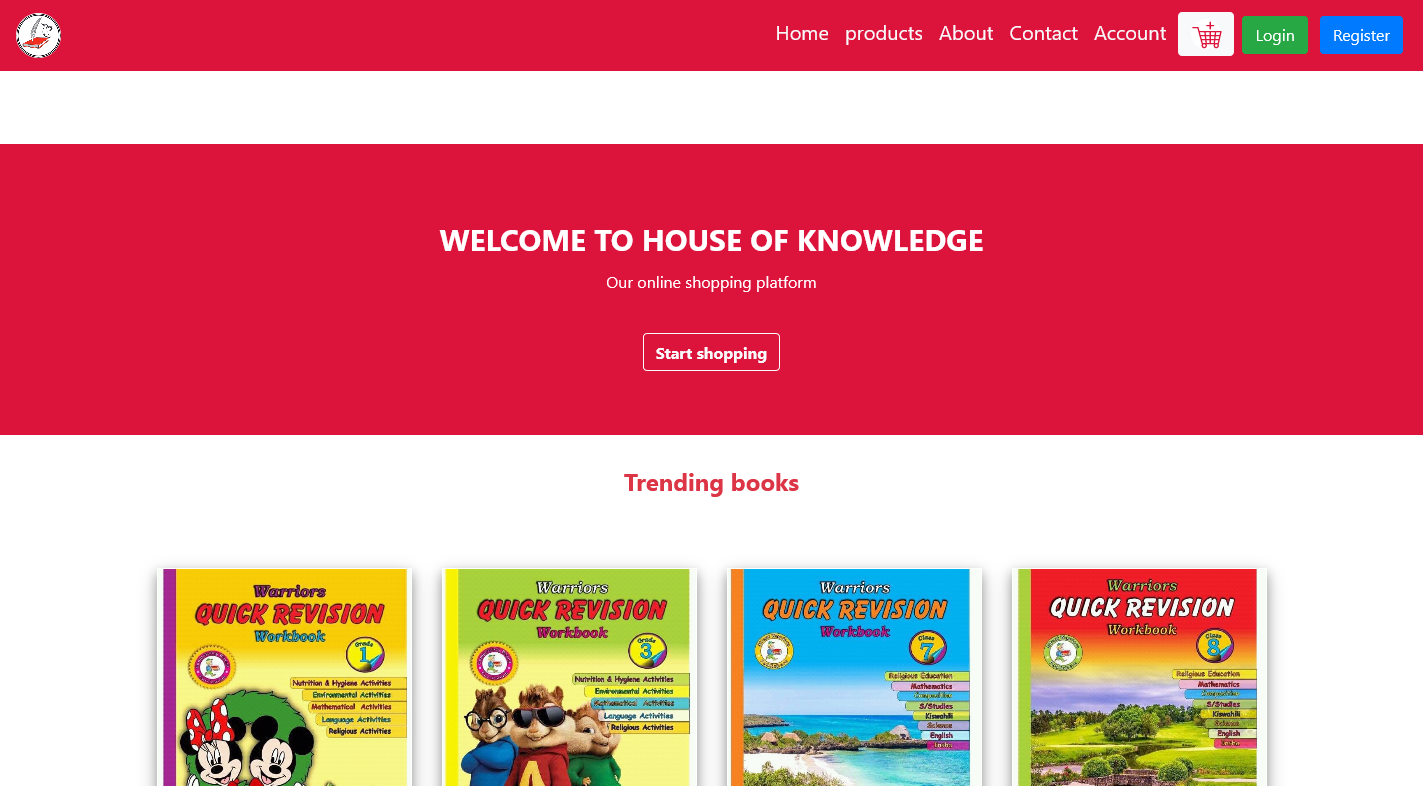 Home products About Contact Account Login Register
WELCOME TO HOUSE OF KNOWLEDGE
Our online shopping platform
Start shopping
Trending books
Warriors
QUICK REVISION
Workbook
Grade
1
Nutrition & Hygiene Activities
Environmental Activities
Mathematical Activities
Language Activities
Religious Activities
Warriors
QUICK REVISION
Workbook
Grade
3
Nutrition & Hygiene Activities
Environmental Activities
Mathematical Activities
Language Activities
Religious Activities
A
Warriors
QUICK REVISION
Workbook
Class
7
Religious Education
Mathematics
Composition
S/Studies
Kiswahili
Science
English
Insha
Warriors
QUICK REVISION
Workbook
Class
8
Religious Education
Mathematics
Composition
S/Studies
Kiswahili
Science
English
Insha